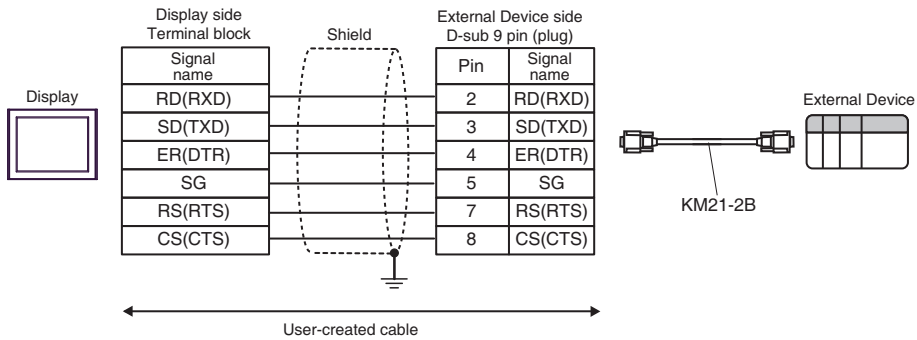 Display side
Terminal block
Shield
External Device side
D-sub 9 pin (plug)
Signal
name
Pin
Signal
name
Display
RD(RXD)
2
RD(RXD)
External Device
SD(TXD)
3
SD(TXD)
ER(DTR)
4
ER(DTR)
SG
5
SG
RS(RTS)
7
RS(RTS)
KM21-2B
CS(CTS)
8
CS(CTS)
User-created cable